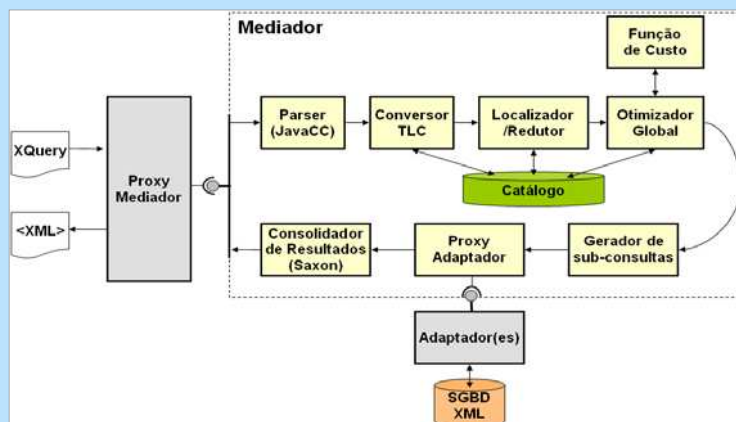 Mediador
Função
de Custo
Parser
(JavaCC)
Conversor
TLC
Localizador
/Redutor
Otimizador
Global
XQuery
Proxy
Mediador
Catálogo
<XML>
Consolidador
de Resultados
(Saxon)
Proxy
Adaptador
Gerador de
sub-consultas
Adaptador(es)
SGBD
XML